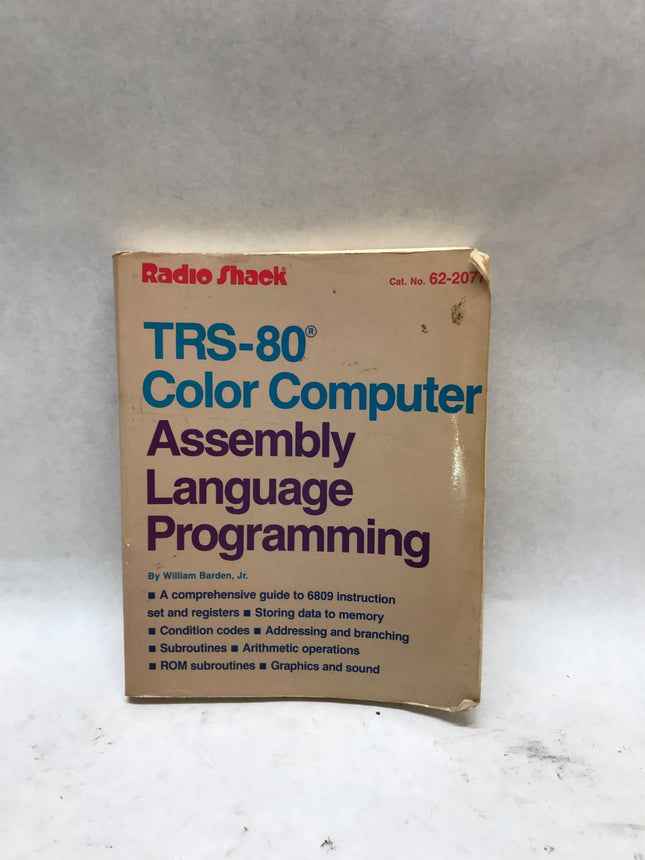 Radio Shack
Cat. No. 62-2077
TRS-80®
Color Computer
Assembly
Language
Programming
By William Barden, Jr.
■ A comprehensive guide to 6809 instruction
set and registers ■ Storing data to memory
■ Condition codes ■ Addressing and branching
■ Subroutines ■ Arithmetic operations
■ ROM subroutines ■ Graphics and sound